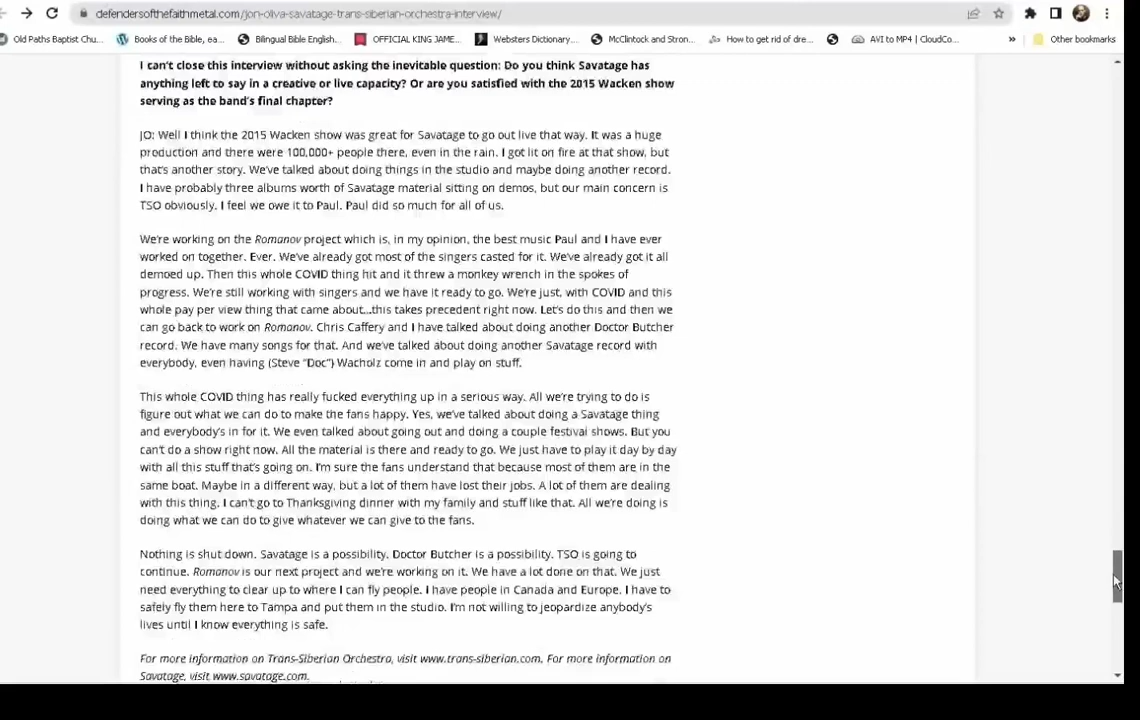 defendersofthefaithmetal.com/jon-oliva-savatage-trans-siberian-orchestra-interview/
Old Paths Baptist Chu... Books of the Bible, ea... Bilingual Bible English... OFFICIAL KING JAME... Websters Dictionary... McClintock and Stron... How to get rid of dre... AVI to MP4 | CloudCo... » Other bookmarks
I can't close this interview without asking the inevitable question: Do you think Savatage has
anything left to say in a creative or live capacity? Or are you satisfied with the 2015 Wacken show
serving as the band's final chapter?
JO: Well I think the 2015 Wacken show was great for Savatage to go out live that way. It was a huge
production and there were 100,000+ people there, even in the rain. I got lit on fire at that show, but
that's another story. We've talked about doing things in the studio and maybe doing another record.
I have probably three albums worth of Savatage material sitting on demos, but our main concern is
TSO obviously. I feel we owe it to Paul. Paul did so much for all of us.
We're working on the Romanov project which is, in my opinion, the best music Paul and I have ever
worked on together. Ever. We've already got most of the singers casted for it. We've already got it all
demoed up. Then this whole COVID thing hit and it threw a monkey wrench in the spokes of
progress. We're still working with singers and we have it ready to go. We're just, with COVID and this
whole pay per view thing that came about...this takes precedent right now. Let's do this and then we
can go back to work on Romanov. Chris Caffery and I have talked about doing another Doctor Butcher
record. We have many songs for that. And we've talked about doing another Savatage record with
everybody, even having (Steve "Doc") Wacholz come in and play on stuff.
This whole COVID thing has really fucked everything up in a serious way. All we're trying to do is
figure out what we can do to make the fans happy. Yes, we've talked about doing a Savatage thing
and everybody's in for it. We even talked about going out and doing a couple festival shows. But you
can't do a show right now. All the material is there and ready to go. We just have to play it day by day
with all this stuff that's going on. I'm sure the fans understand that because most of them are in the
same boat. Maybe in a different way, but a lot of them have lost their jobs. A lot of them are dealing
with this thing. I can't go to Thanksgiving dinner with my family and stuff like that. All we're doing is
doing what we can do to give whatever we can give to the fans.
Nothing is shut down. Savatage is a possibility. Doctor Butcher is a possibility. TSO is going to
continue. Romanov is our next project and we're working on it. We have a lot done on that. We just
need everything to clear up to where I can fly people. I have people in Canada and Europe. I have to
safely fly them here to Tampa and put them in the studio. I'm not willing to jeopardize anybody's
lives until I know everything is safe.
For more information on Trans-Siberian Orchestra, visit www.trans-siberian.com. For more information on
Savatage, visit www.savatage.com.